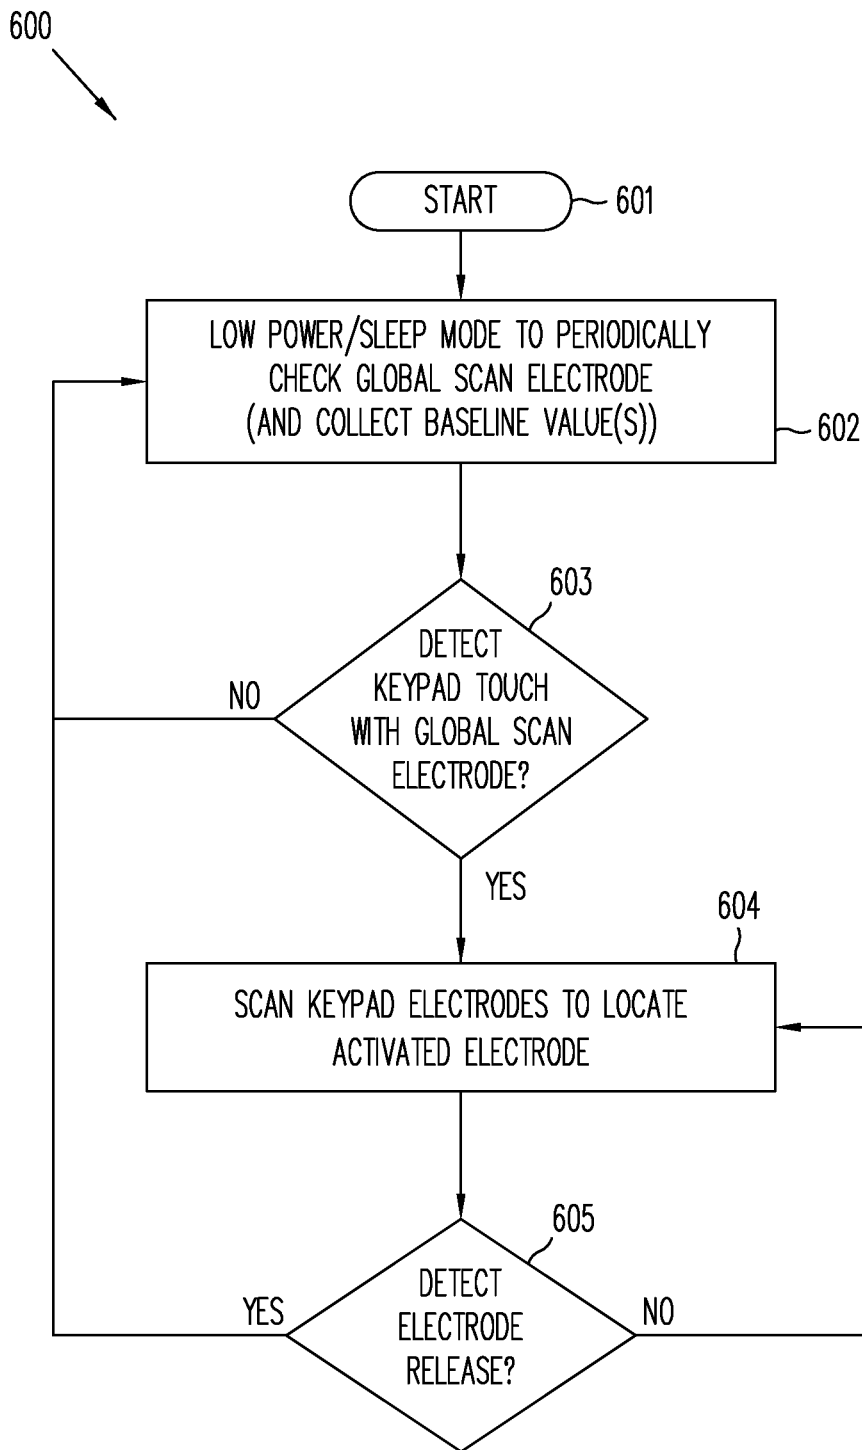 600
START
601
LOW POWER/SLEEP MODE TO PERIODICALLY
CHECK GLOBAL SCAN ELECTRODE
(AND COLLECT BASELINE VALUE(S))
602
603
DETECT
KEYPAD TOUCH
WITH GLOBAL SCAN
ELECTRODE?
NO
YES
604
SCAN KEYPAD ELECTRODES TO LOCATE
ACTIVATED ELECTRODE
605
DETECT
ELECTRODE
RELEASE?
YES
NO